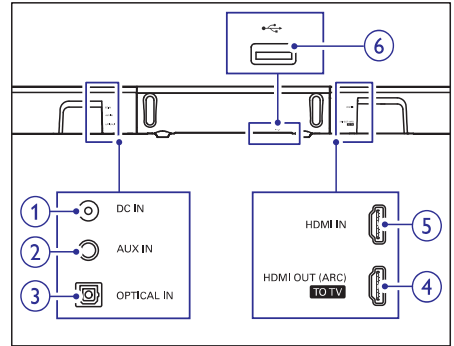 6
1 DC IN
2 AUX IN
3 OPTICAL IN
HDMI IN 5
HDMI OUT (ARC) 4
TO TV